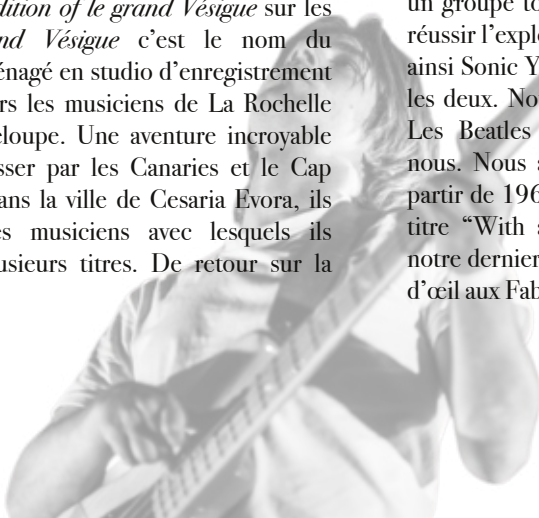 dition of le grand Vésigue sur les
nd Vésigue c'est le nom du
énagé en studio d'enregistrement
rs les musiciens de La Rochelle
eloupe. Une aventure incroyable
sser par les Canaries et le Cap
ans la ville de Cesaria Evora, ils
es musiciens avec lesquels ils
usieurs titres. De retour sur la
un groupe to
réussir l'explo
ainsi Sonic Y
les deux. No
Les Beatles
nous. Nous a
partir de 196
titre “With a
notre dernier
d'œil aux Fab